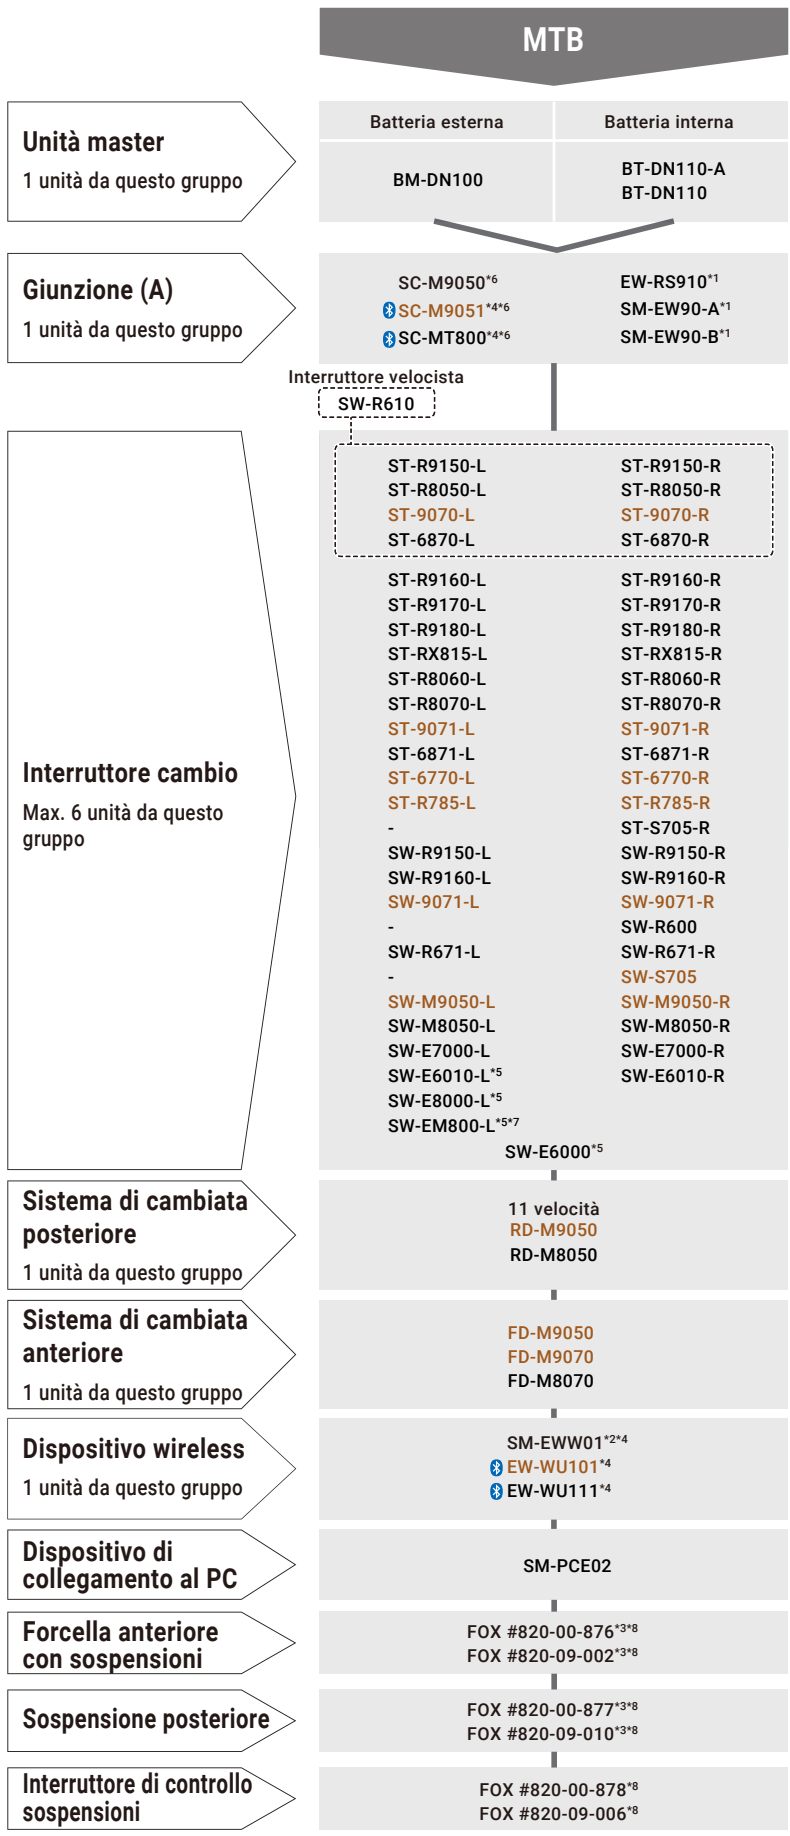 MTB
Unità master
1 unità da questo gruppo
Batteria esterna
Batteria interna
BM-DN100
BT-DN110-A
BT-DN110
Giunzione (A)
1 unità da questo gruppo
SC-M9050*6
SC-M9051*4*6
SC-MT800*4*6
EW-RS910*1
SM-EW90-A*1
SM-EW90-B*1
Interruttore velocista
SW-R610
Interruttore cambio
Max. 6 unità da questo
gruppo
ST-R9150-L ST-R9150-R
ST-R8050-L ST-R8050-R
ST-9070-L ST-9070-R
ST-6870-L ST-6870-R
ST-R9160-L ST-R9160-R
ST-R9170-L ST-R9170-R
ST-R9180-L ST-R9180-R
ST-RX815-L ST-RX815-R
ST-R8060-L ST-R8060-R
ST-R8070-L ST-R8070-R
ST-9071-L ST-9071-R
ST-6871-L ST-6871-R
ST-6770-L ST-6770-R
ST-R785-L ST-R785-R
- ST-S705-R
SW-R9150-L SW-R9150-R
SW-R9160-L SW-R9160-R
SW-9071-L SW-9071-R
- SW-R600
SW-R671-L SW-R671-R
- SW-S705
SW-M9050-L SW-M9050-R
SW-M8050-L SW-M8050-R
SW-E7000-L SW-E7000-R
SW-E6010-L*5 SW-E6010-R
SW-E8000-L*5
SW-EM800-L*5*7
SW-E6000*5
Sistema di cambiata
posteriore
1 unità da questo gruppo
11 velocità
RD-M9050
RD-M8050
Sistema di cambiata
anteriore
1 unità da questo gruppo
FD-M9050
FD-M9070
FD-M8070
Dispositivo wireless
1 unità da questo gruppo
SM-EWW01*2*4
EW-WU101*4
EW-WU111*4
Dispositivo di
collegamento al PC
SM-PCE02
Forcella anteriore
con sospensioni
FOX #820-00-876*3*8
FOX #820-09-002*3*8
Sospensione posteriore
FOX #820-00-877*3*8
FOX #820-09-010*3*8
Interruttore di controllo
sospensioni
FOX #820-00-878*8
FOX #820-09-006*8